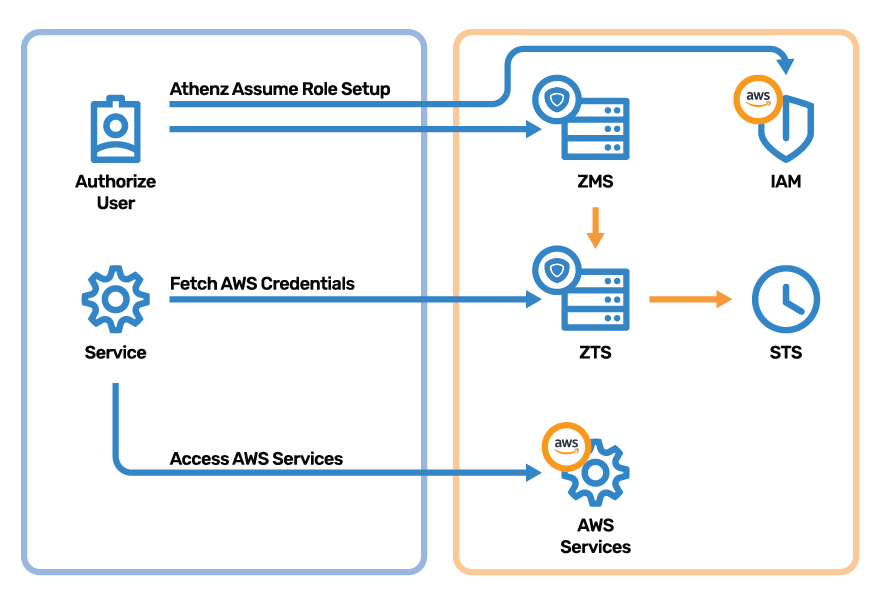 Athenz Assume Role Setup
aws
Authorize
User
ZMS
IAM
Fetch AWS Credentials
Service
ZTS
STS
Access AWS Services
aws
AWS
Services